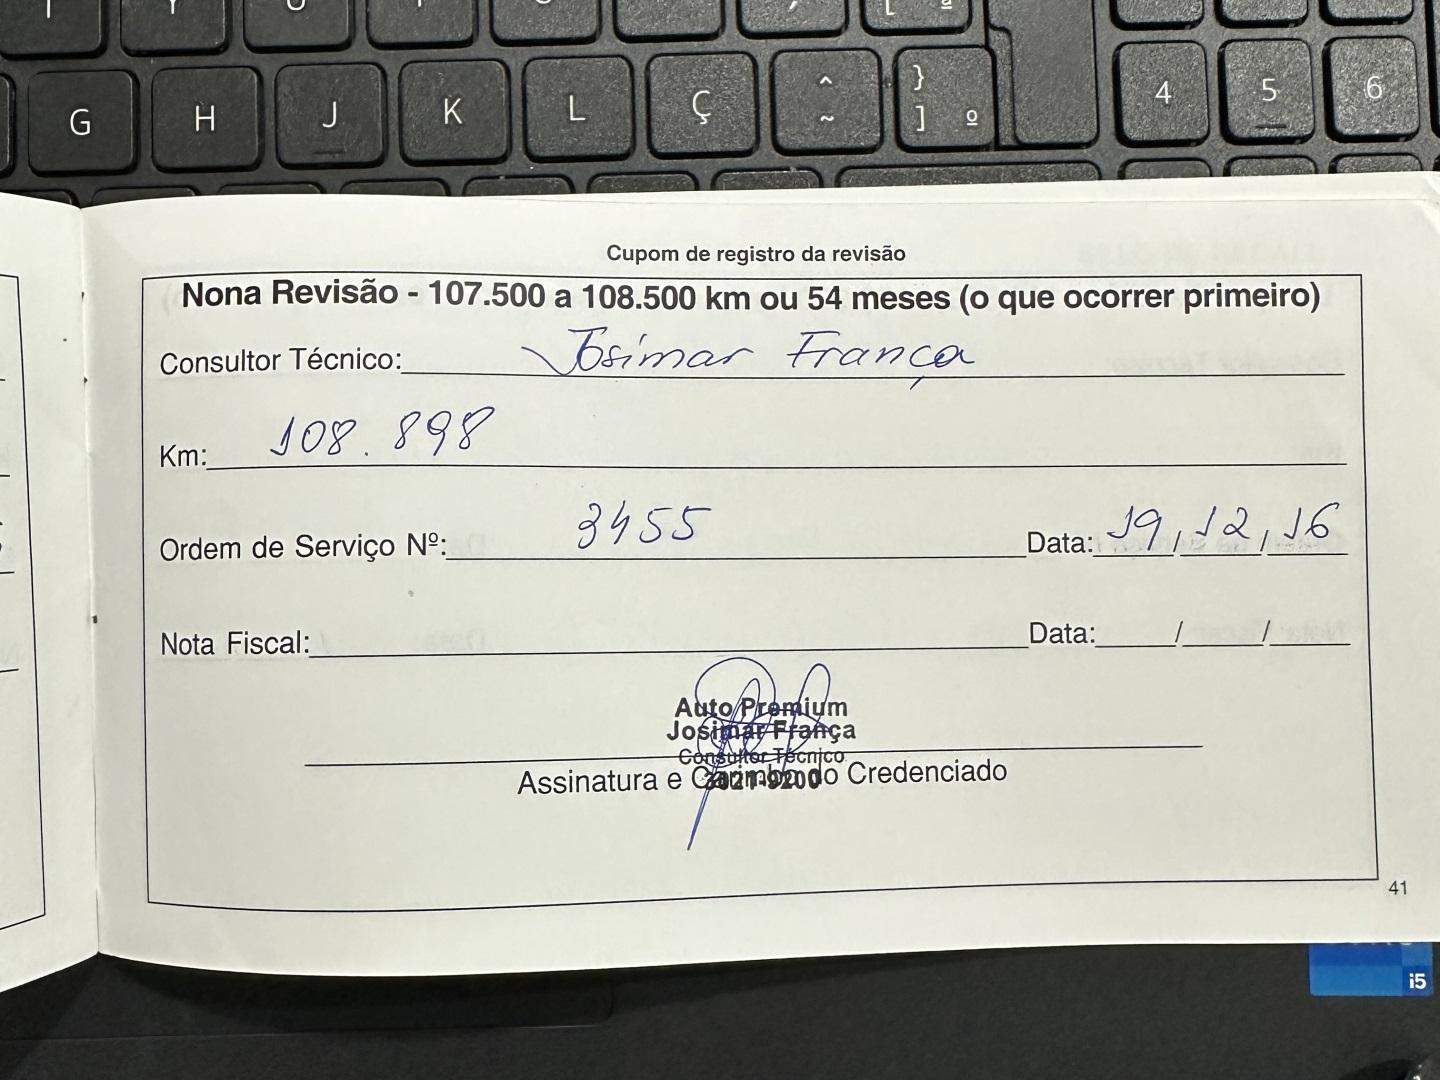 G H J K L Ç ^ ~ } ] º 4 5 6
Cupom de registro da revisão
Nona Revisão - 107.500 a 108.500 km ou 54 meses (o que ocorrer primeiro)
Consultor Técnico: Josimar França
Km: 108.898
Ordem de Serviço Nº: 3455 Data: 19/12/16
Nota Fiscal: Data: / /
Auto Premium
Josimar França
Consultor Técnico
3021-9200
Assinatura e Carimbo do Credenciado
41
i5